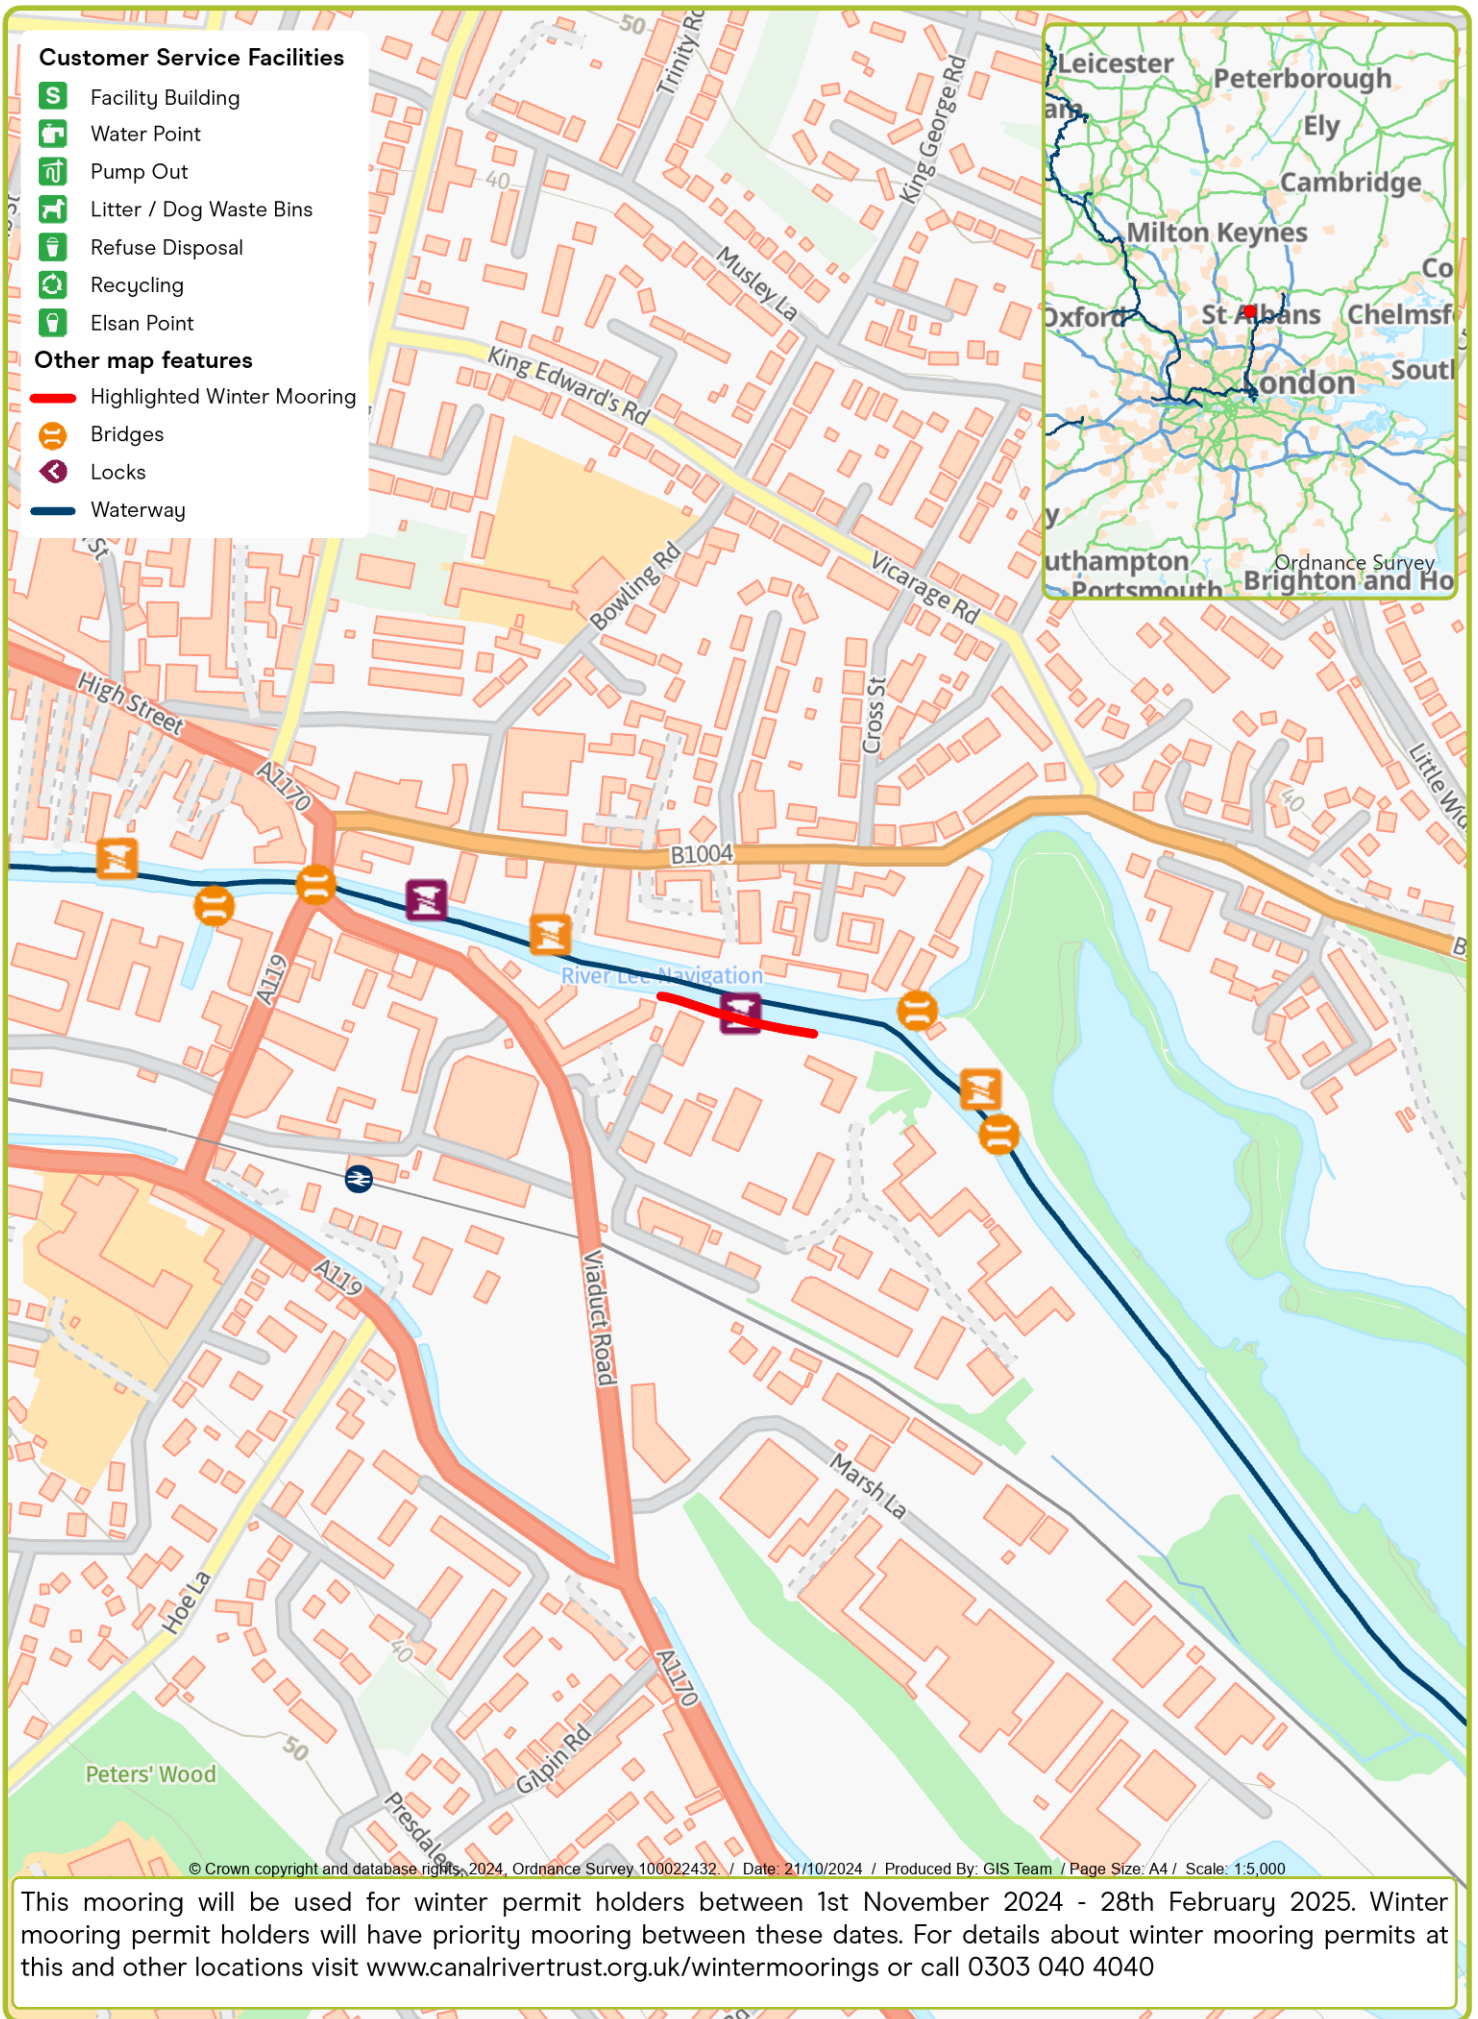 Customer Service Facilities
S Facility Building
Water Point
Pump Out
Litter / Dog Waste Bins
Refuse Disposal
Recycling
Elsan Point
Other map features
Highlighted Winter Mooring
Bridges
Locks
Waterway
50
Trinity Rd
King George Rd
40
Musley La
King Edward's Rd
Bowling Rd
Vicarage Rd
Cross St
High Street
A1170
B1004
40
A119
River Lee Navigation
A119
Viaduct Road
Marsh La
Hoe La
40
A1170
50
Gilpin Rd
Peters' Wood
Leicester
Peterborough
Ely
Cambridge
Milton Keynes
Co
Oxford
St Albans
Chelmsf
South
London
y
uthampton
Ordnance Survey
Brighton and Ho
Portsmouth
© Crown copyright and database rights, 2024, Ordnance Survey 100022432. / Date: 21/10/2024 / Produced By: GIS Team / Page Size: A4 / Scale: 1:5,000
This mooring will be used for winter permit holders between 1st November 2024 - 28th February 2025. Winter
mooring permit holders will have priority mooring between these dates. For details about winter mooring permits at
this and other locations visit www.canalrivertrust.org.uk/wintermoorings or call 0303 040 4040